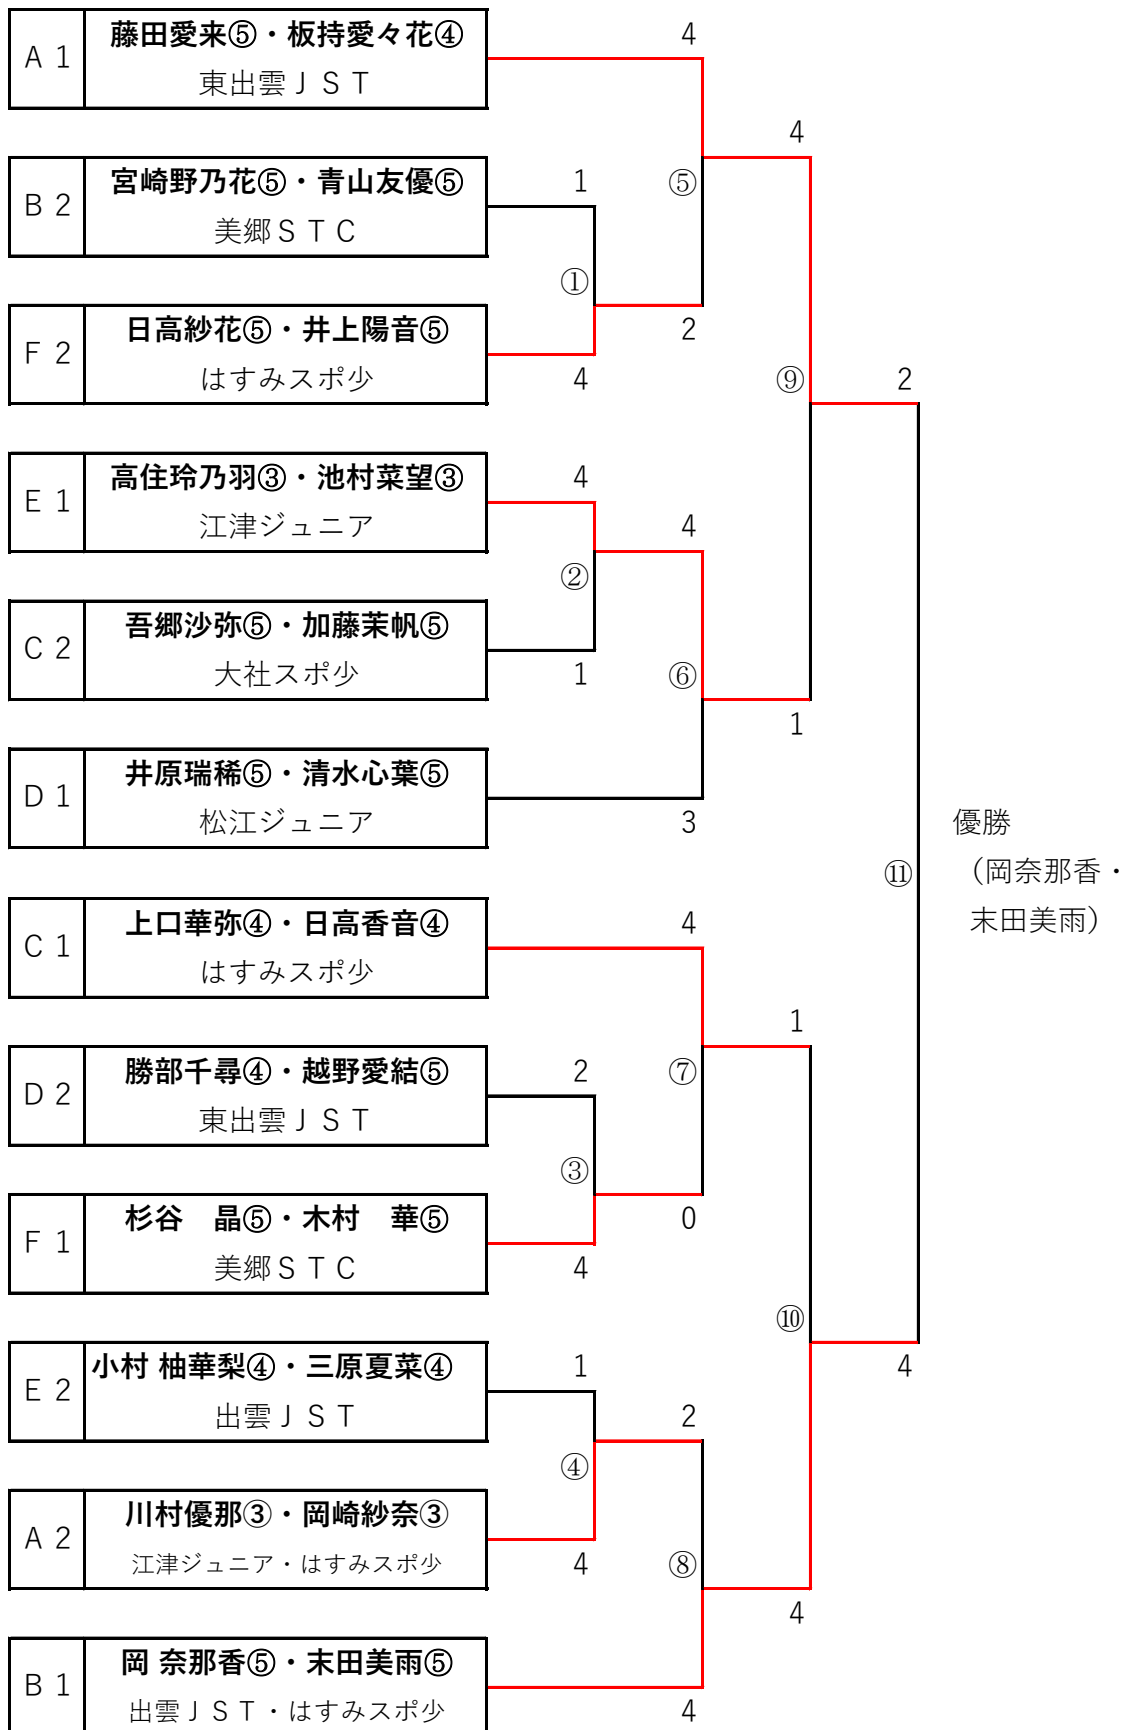 A 1
藤田愛来⑤・板持愛々花④
東出雲ＪＳＴ
4
4
B 2
宮崎野乃花⑤・青山友優⑤
美郷ＳＴＣ
1
⑤
①
F 2
日高紗花⑤・井上陽音⑤
はすみスポ少
2
4
⑨
2
E 1
高住玲乃羽③・池村菜望③
江津ジュニア
4
4
②
C 2
吾郷沙弥⑤・加藤茉帆⑤
大社スポ少
1
⑥
1
D 1
井原瑞稀⑤・清水心葉⑤
松江ジュニア
3
優勝
（岡奈那香・
末田美雨）
⑪
C 1
上口華弥④・日高香音④
はすみスポ少
4
1
D 2
勝部千尋④・越野愛結⑤
東出雲ＪＳＴ
2
⑦
③
F 1
杉谷　晶⑤・木村　華⑤
美郷ＳＴＣ
0
4
⑩
E 2
小村 柚華梨④・三原夏菜④
出雲ＪＳＴ
1
4
2
④
A 2
川村優那③・岡崎紗奈③
江津ジュニア・はすみスポ少
4
⑧
4
B 1
岡 奈那香⑤・末田美雨⑤
出雲ＪＳＴ・はすみスポ少
4